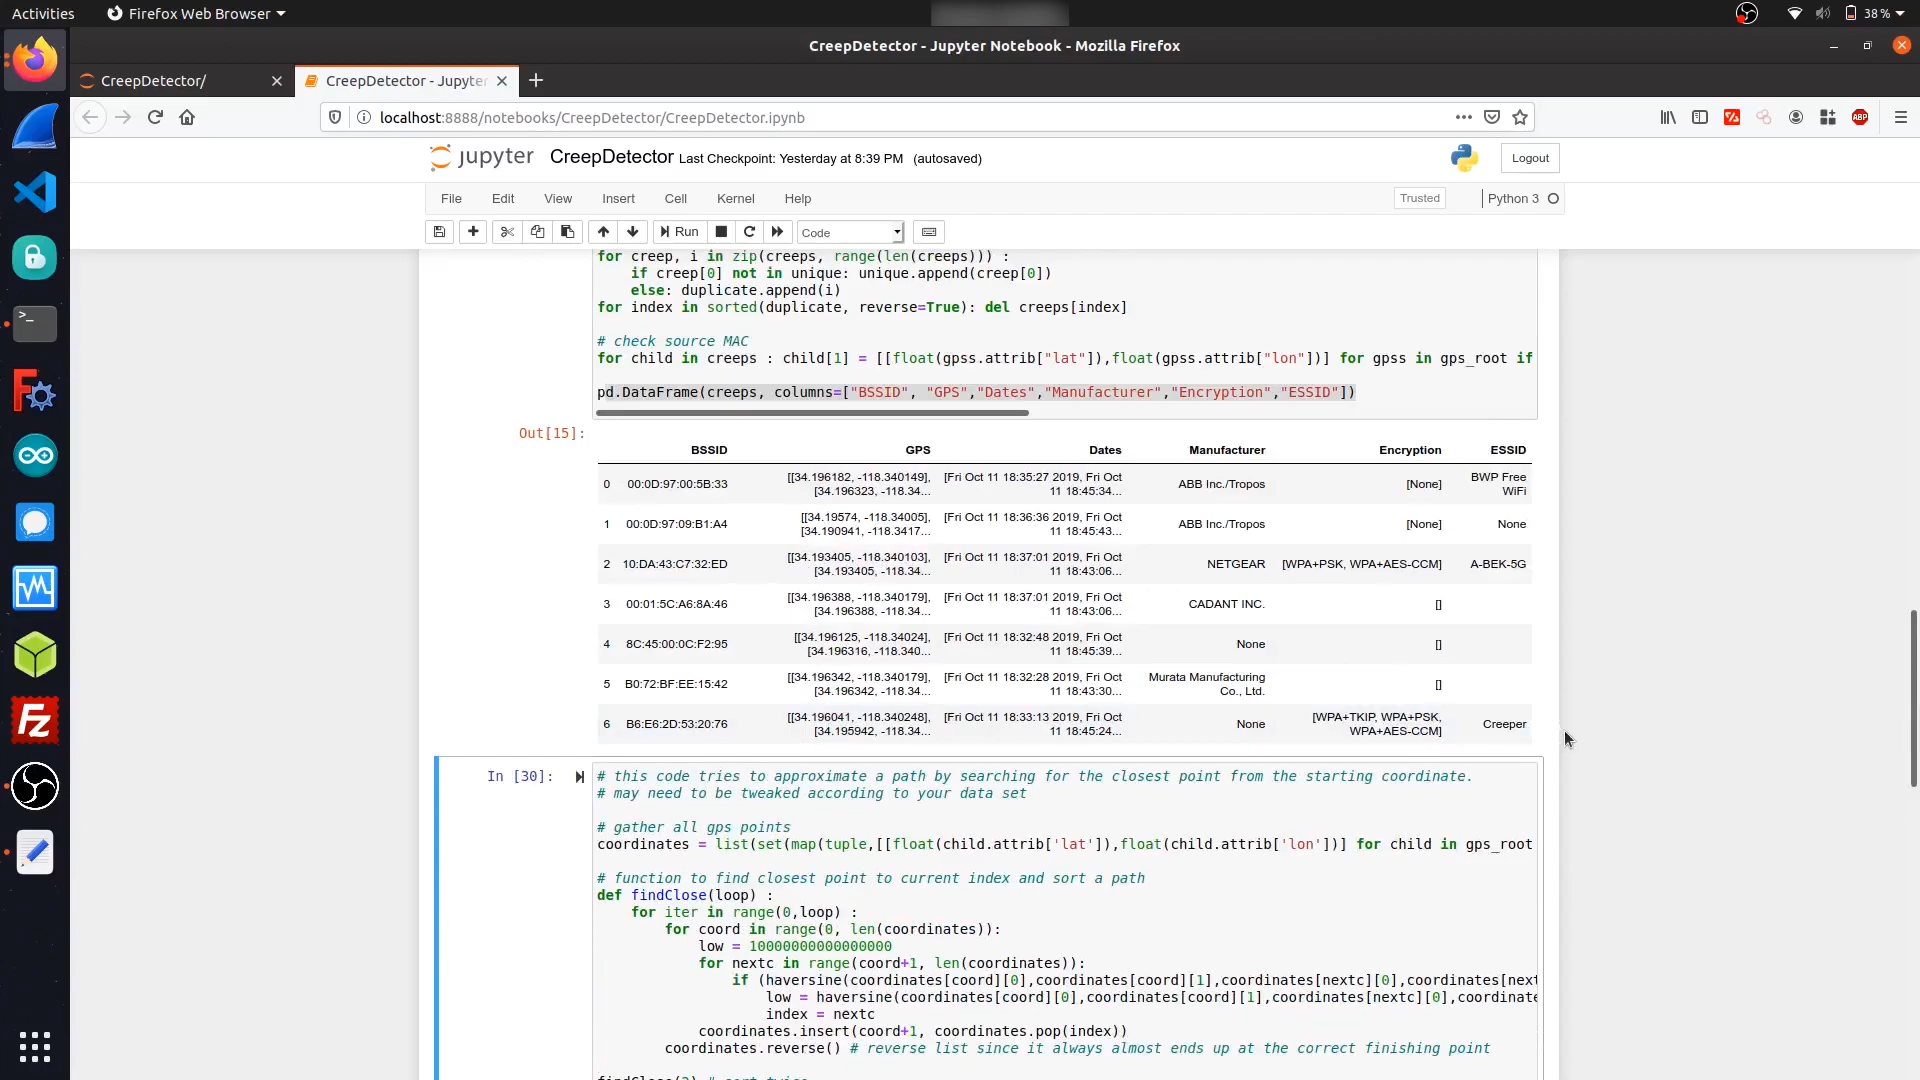 Activities
Firefox Web Browser
38 %
CreepDetector - Jupyter Notebook - Mozilla Firefox
CreepDetector/
CreepDetector - Jupyte
localhost:8888/notebooks/CreepDetector/CreepDetector.ipynb
ABP
jupyter CreepDetector Last Checkpoint: Yesterday at 8:39 PM (autosaved)
Logout
File Edit View Insert Cell Kernel Help
Trusted
Python 3
Run
Code
for creep, i in zip(creeps, range(len(creeps))) :
if creep[0] not in unique: unique.append(creep[0])
else: duplicate.append(i)
for index in sorted(duplicate, reverse=True): del creeps[index]
# check source MAC
for child in creeps : child[1] = [[float(gpss.attrib["lat"]),float(gpss.attrib["lon"])] for gpss in gps_root if
pd.DataFrame(creeps, columns=["BSSID", "GPS","Dates","Manufacturer","Encryption","ESSID"])
Out[15]:
BSSID GPS Dates Manufacturer Encryption ESSID
0 00:0D:97:00:5B:33 [[34.196182, -118.340149], [Fri Oct 11 18:35:27 2019, Fri Oct ABB Inc./Tropos [None] BWP Free
[34.196323, -118.34... 11 18:45:34... WiFi
1 00:0D:97:09:B1:A4 [[34.19574, -118.34005], [Fri Oct 11 18:36:36 2019, Fri Oct ABB Inc./Tropos [None] None
[34.190941, -118.3417... 11 18:45:43...
2 10:DA:43:C7:32:ED [[34.193405, -118.340103], [Fri Oct 11 18:37:01 2019, Fri Oct NETGEAR [WPA+PSK, WPA+AES-CCM] A-BEK-5G
[34.193405, -118.34... 11 18:43:06...
3 00:01:5C:A6:8A:46 [[34.196388, -118.340179], [Fri Oct 11 18:37:01 2019, Fri Oct CADANT INC. []
[34.196388, -118.34... 11 18:43:06...
4 8C:45:00:0C:F2:95 [[34.196125, -118.34024], [Fri Oct 11 18:32:48 2019, Fri Oct None []
[34.196316, -118.340... 11 18:45:39...
5 B0:72:BF:EE:15:42 [[34.196342, -118.340179], [Fri Oct 11 18:32:28 2019, Fri Oct Murata Manufacturing []
[34.196342, -118.34... 11 18:43:30... Co., Ltd.
6 B6:E6:2D:53:20:76 [[34.196041, -118.340248], [Fri Oct 11 18:33:13 2019, Fri Oct None [WPA+TKIP, WPA+PSK, Creeper
[34.195942, -118.34... 11 18:45:24... WPA+AES-CCM]
In [30]:
# this code tries to approximate a path by searching for the closest point from the starting coordinate.
# may need to be tweaked according to your data set
# gather all gps points
coordinates = list(set(map(tuple,[[float(child.attrib['lat']),float(child.attrib['lon'])] for child in gps_root
# function to find closest point to current index and sort a path
def findClose(loop) :
for iter in range(0,loop) :
for coord in range(0, len(coordinates)):
low = 10000000000000000
for nextc in range(coord+1, len(coordinates)):
if (haversine(coordinates[coord][0],coordinates[coord][1],coordinates[nextc][0],coordinates[next
low = haversine(coordinates[coord][0],coordinates[coord][1],coordinates[nextc][0],coordinate
index = nextc
coordinates.insert(coord+1, coordinates.pop(index))
coordinates.reverse() # reverse list since it always almost ends up at the correct finishing point